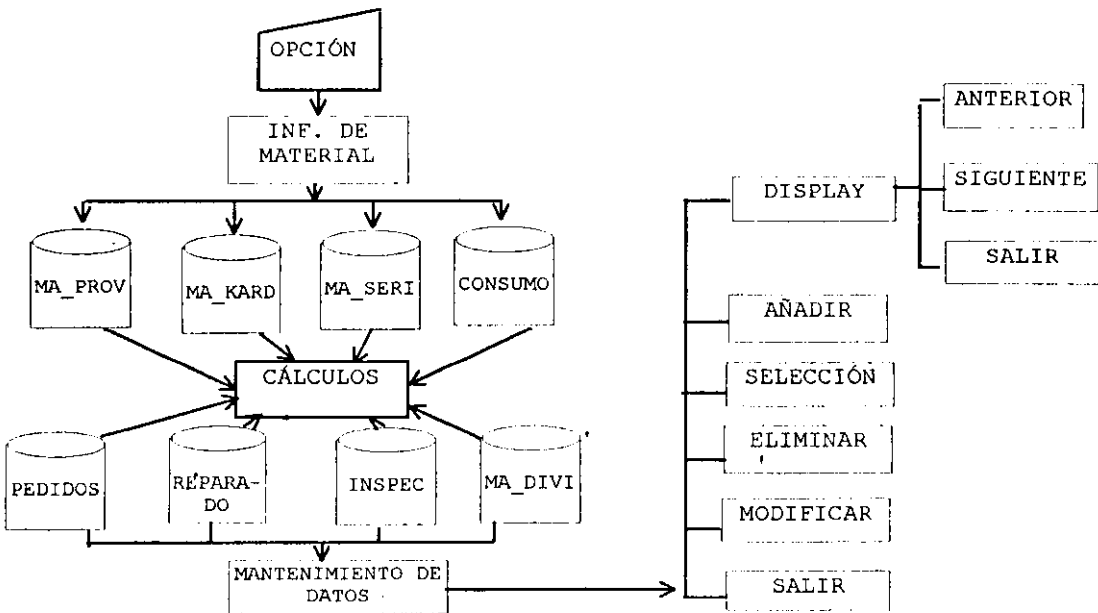 OPCIÓN
INF. DE
MATERIAL
MA_PROV
MA_KARD
MA_SERI
CONSUMO
CÁLCULOS
PEDIDOS
REPARA-
DO
INSPEC
MA_DIVI
MANTENIMIENTO DE
DATOS
DISPLAY
AÑADIR
SELECCIÓN
ELIMINAR
MODIFICAR
SALIR
ANTERIOR
SIGUIENTE
SALIR